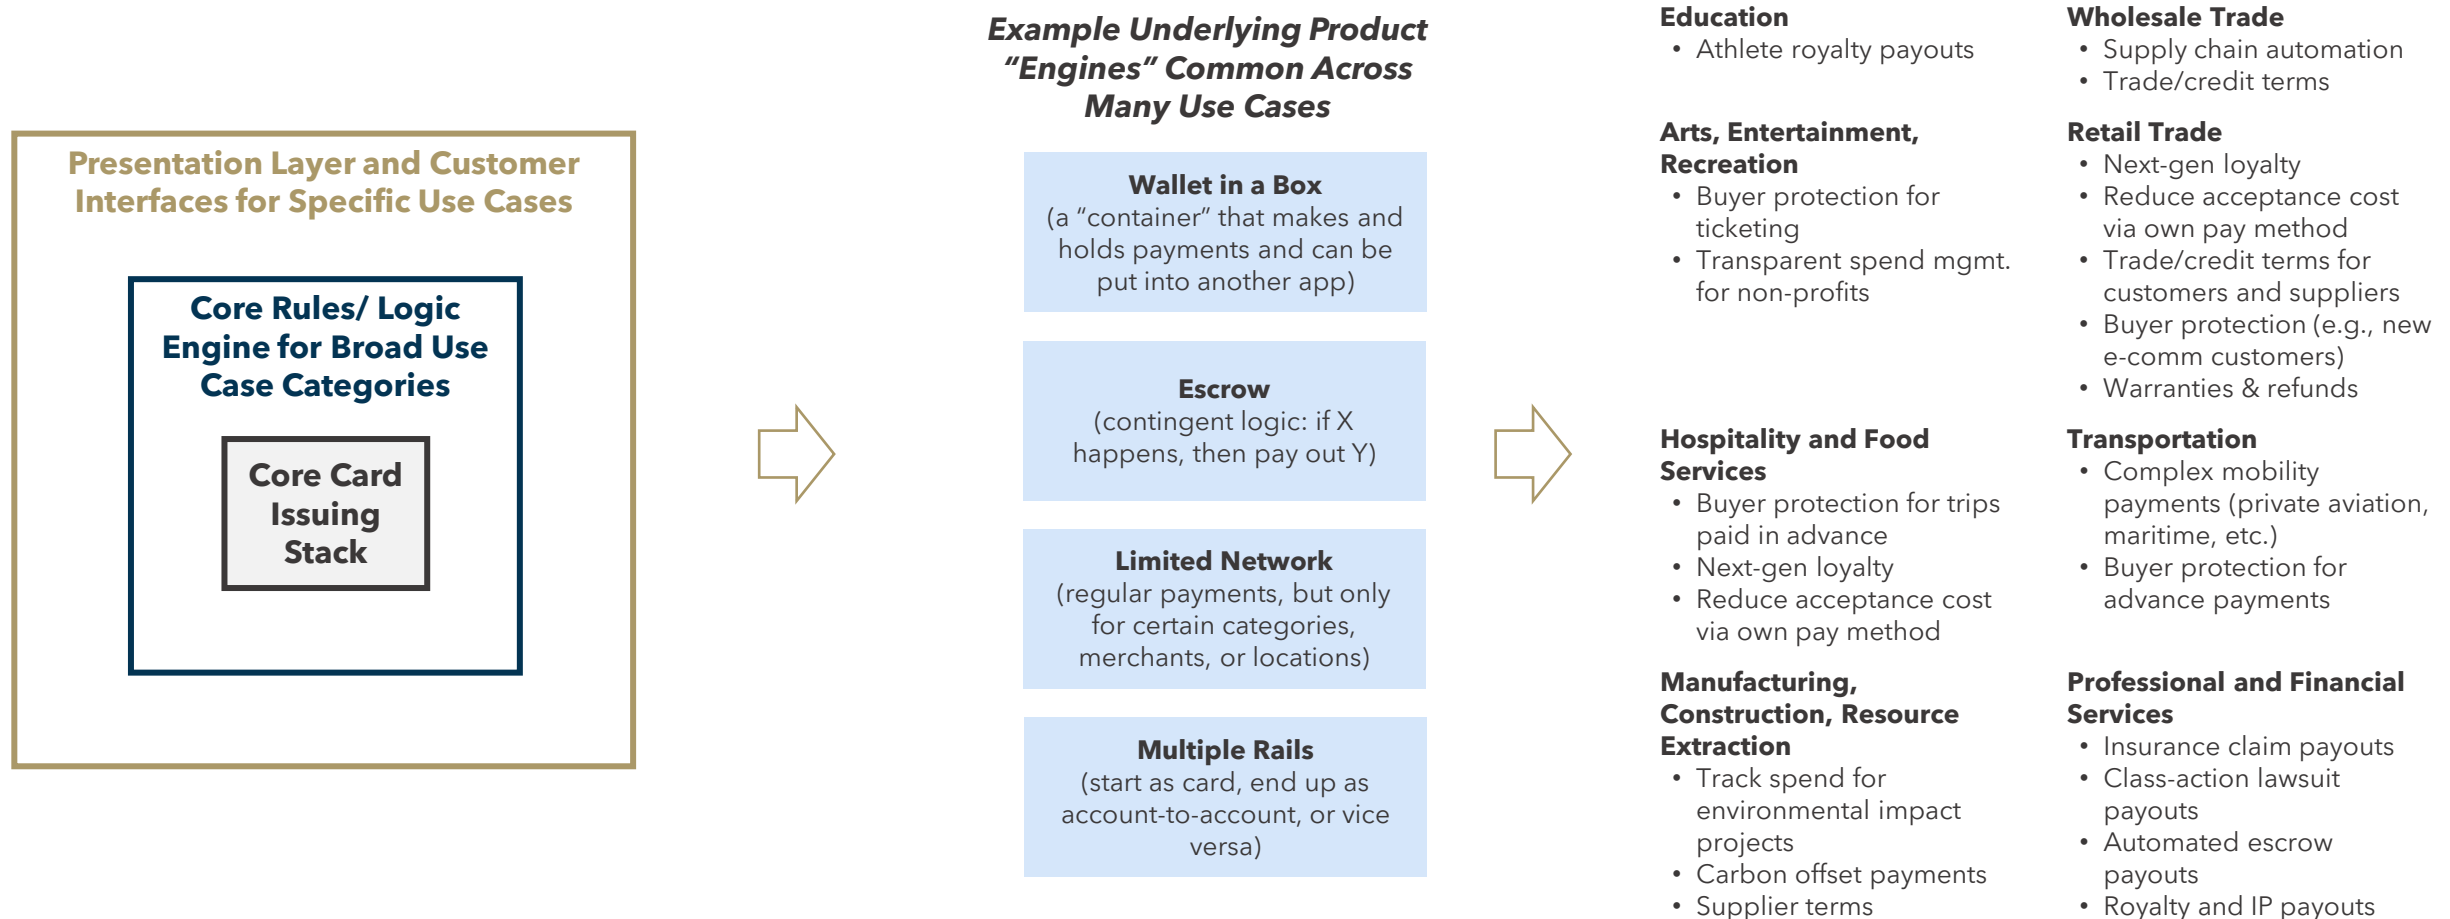 Presentation Layer and Customer
Interfaces for Specific Use Cases
Core Rules/ Logic
Engine for Broad Use
Case Categories
Core Card
Issuing
Stack
Example Underlying Product
“Engines” Common Across
Many Use Cases
Wallet in a Box
(a “container” that makes and
holds payments and can be
put into another app)
Escrow
(contingent logic: if X
happens, then pay out Y)
Limited Network
(regular payments, but only
for certain categories,
merchants, or locations)
Multiple Rails
(start as card, end up as
account-to-account, or vice
versa)
Education
• Athlete royalty payouts
Arts, Entertainment,
Recreation
• Buyer protection for
ticketing
• Transparent spend mgmt.
for non-profits
Hospitality and Food
Services
• Buyer protection for trips
paid in advance
• Next-gen loyalty
• Reduce acceptance cost
via own pay method
Manufacturing,
Construction, Resource
Extraction
• Track spend for
environmental impact
projects
• Carbon offset payments
• Supplier terms
Wholesale Trade
• Supply chain automation
• Trade/credit terms
Retail Trade
• Next-gen loyalty
• Reduce acceptance cost
via own pay method
• Trade/credit terms for
customers and suppliers
• Buyer protection (e.g., new
e-comm customers)
• Warranties & refunds
Transportation
• Complex mobility
payments (private aviation,
maritime, etc.)
• Buyer protection for
advance payments
Professional and Financial
Services
• Insurance claim payouts
• Class-action lawsuit
payouts
• Automated escrow
payouts
• Royalty and IP payouts